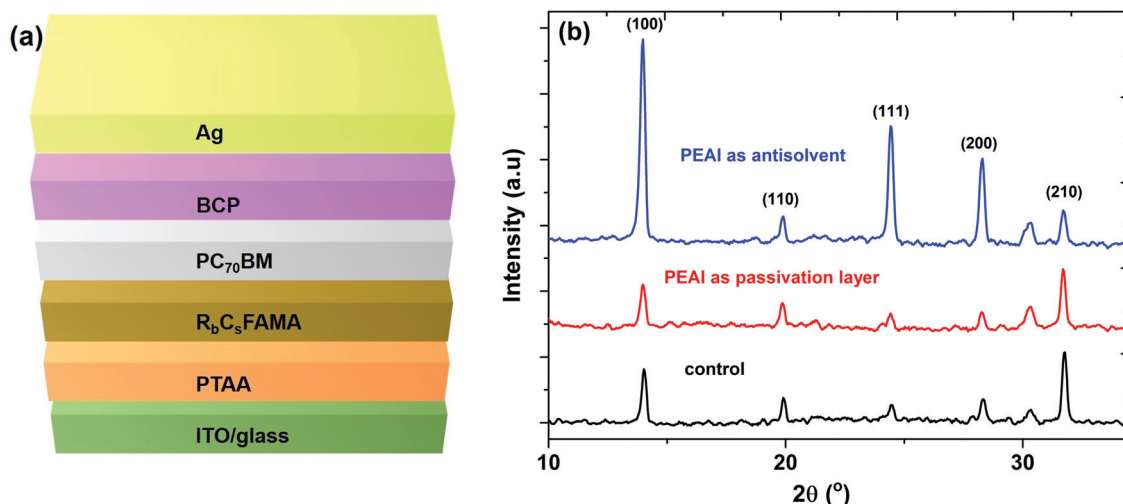 (a)
Ag
BCP
PC₇₀BM
R_bC_sFAMA
PTAA
ITO/glass
(b)
Intensity (a.u)
(100)
(110)
(111)
(200)
(210)
PEAI as antisolvent
PEAI as passivation layer
control
10
20
30
2θ (°)